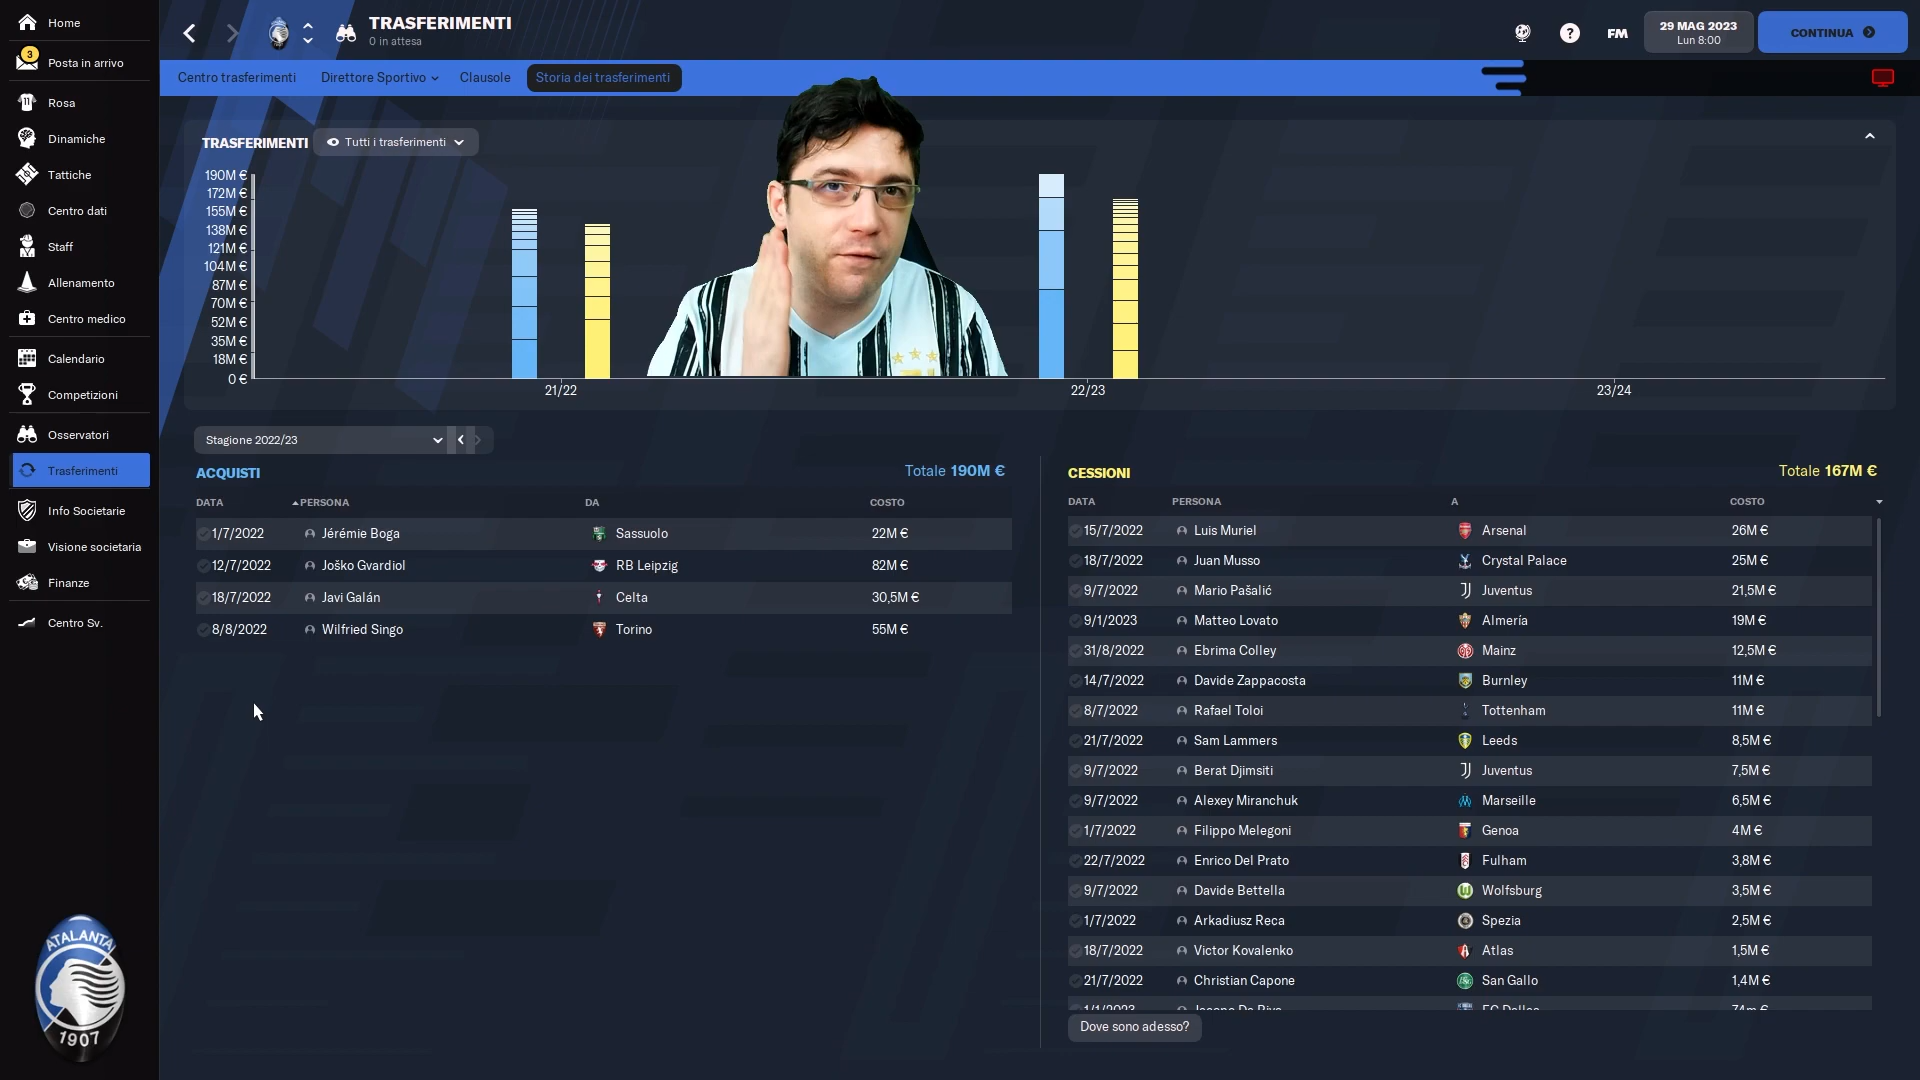 Home
3
Posta in arrivo
Rosa
Dinamiche
Tattiche
Centro dati
Staff
Allenamento
Centro medico
Calendario
Competizioni
Osservatori
Trasferimenti
Info Societarie
Visione societaria
Finanze
Centro Sv.
ATALANTA
1907
TRASFERIMENTI
0 in attesa
? FM
29 MAG 2023
Lun 8:00
CONTINUA
Centro trasferimenti Direttore Sportivo Clausole Storia dei trasferimenti
TRASFERIMENTI Tutti i trasferimenti
190M €
172M €
155M €
138M €
121M €
104M €
87M €
70M €
52M €
35M €
18M €
0 €
21/22 22/23 23/24
Stagione 2022/23
ACQUISTI Totale 190M €
DATA PERSONA DA COSTO
1/7/2022 Jérémie Boga Sassuolo 22M €
12/7/2022 Joško Gvardiol RB Leipzig 82M €
18/7/2022 Javi Galán Celta 30,5M €
8/8/2022 Wilfried Singo Torino 55M €
CESSIONI Totale 167M €
DATA PERSONA A COSTO
15/7/2022 Luis Muriel Arsenal 26M €
18/7/2022 Juan Musso Crystal Palace 25M €
9/7/2022 Mario Pašalić Juventus 21,5M €
9/1/2023 Matteo Lovato Almería 19M €
31/8/2022 Ebrima Colley Mainz 12,5M €
14/7/2022 Davide Zappacosta Burnley 11M €
8/7/2022 Rafael Toloi Tottenham 11M €
21/7/2022 Sam Lammers Leeds 8,5M €
9/7/2022 Berat Djimsiti Juventus 7,5M €
9/7/2022 Alexey Miranchuk Marseille 6,5M €
1/7/2022 Filippo Melegoni Genoa 4M €
22/7/2022 Enrico Del Prato Fulham 3,8M €
9/7/2022 Davide Bettella Wolfsburg 3,5M €
1/7/2022 Arkadiusz Reca Spezia 2,5M €
18/7/2022 Victor Kovalenko Atlas 1,5M €
21/7/2022 Christian Capone San Gallo 1,4M €
Dove sono adesso?